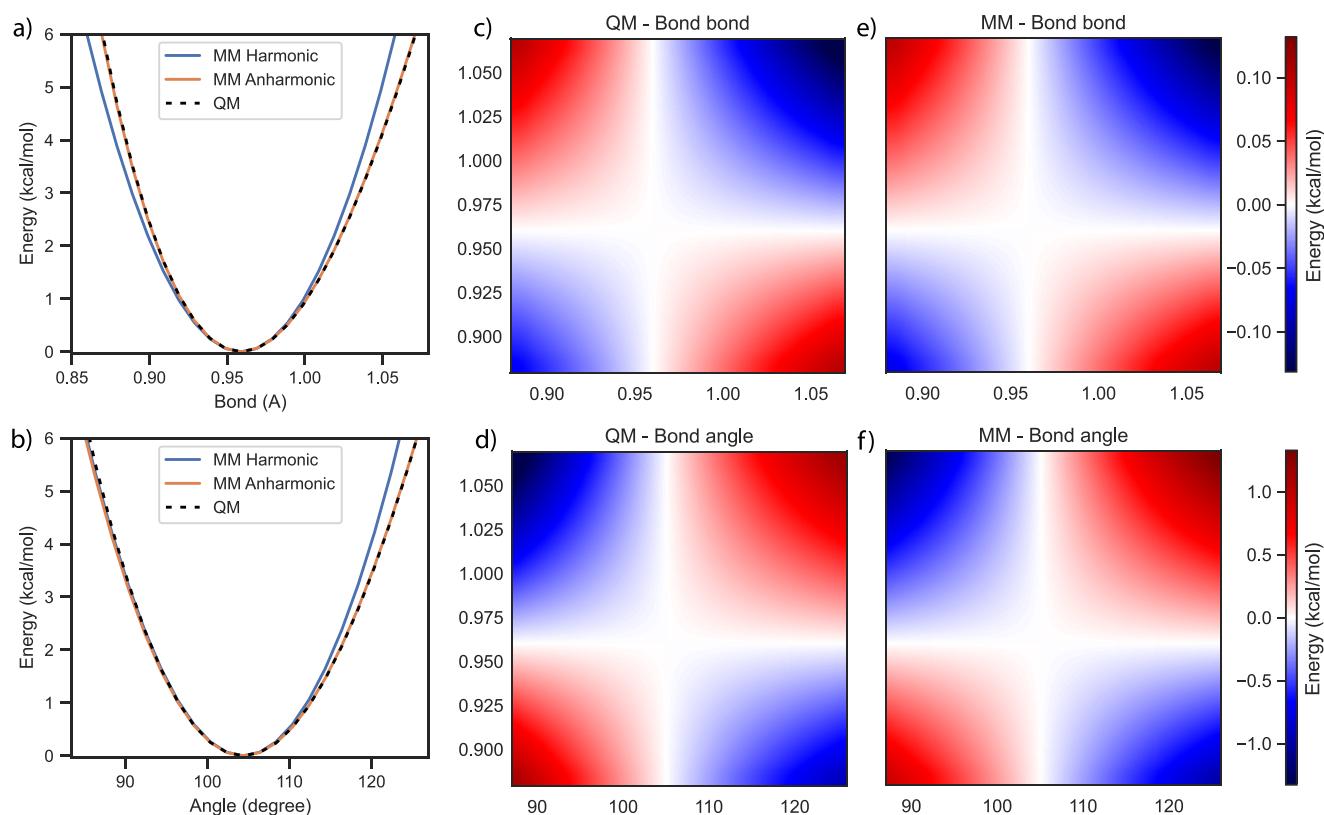 a)
6
5
4
3
2
1
0
Energy (kcal/mol)
MM Harmonic
MM Anharmonic
QM
0.85 0.90 0.95 1.00 1.05
Bond (A)
c)
QM - Bond bond
1.050
1.025
1.000
0.975
0.950
0.925
0.900
0.90 0.95 1.00 1.05
e)
MM - Bond bond
0.90 0.95 1.00 1.05
0.10
0.05
0.00
−0.05
−0.10
Energy (kcal/mol)
b)
6
5
4
3
2
1
0
Energy (kcal/mol)
MM Harmonic
MM Anharmonic
QM
90 100 110 120
Angle (degree)
d)
QM - Bond angle
1.050
1.025
1.000
0.975
0.950
0.925
0.900
90 100 110 120
f)
MM - Bond angle
90 100 110 120
1.0
0.5
0.0
−0.5
−1.0
Energy (kcal/mol)